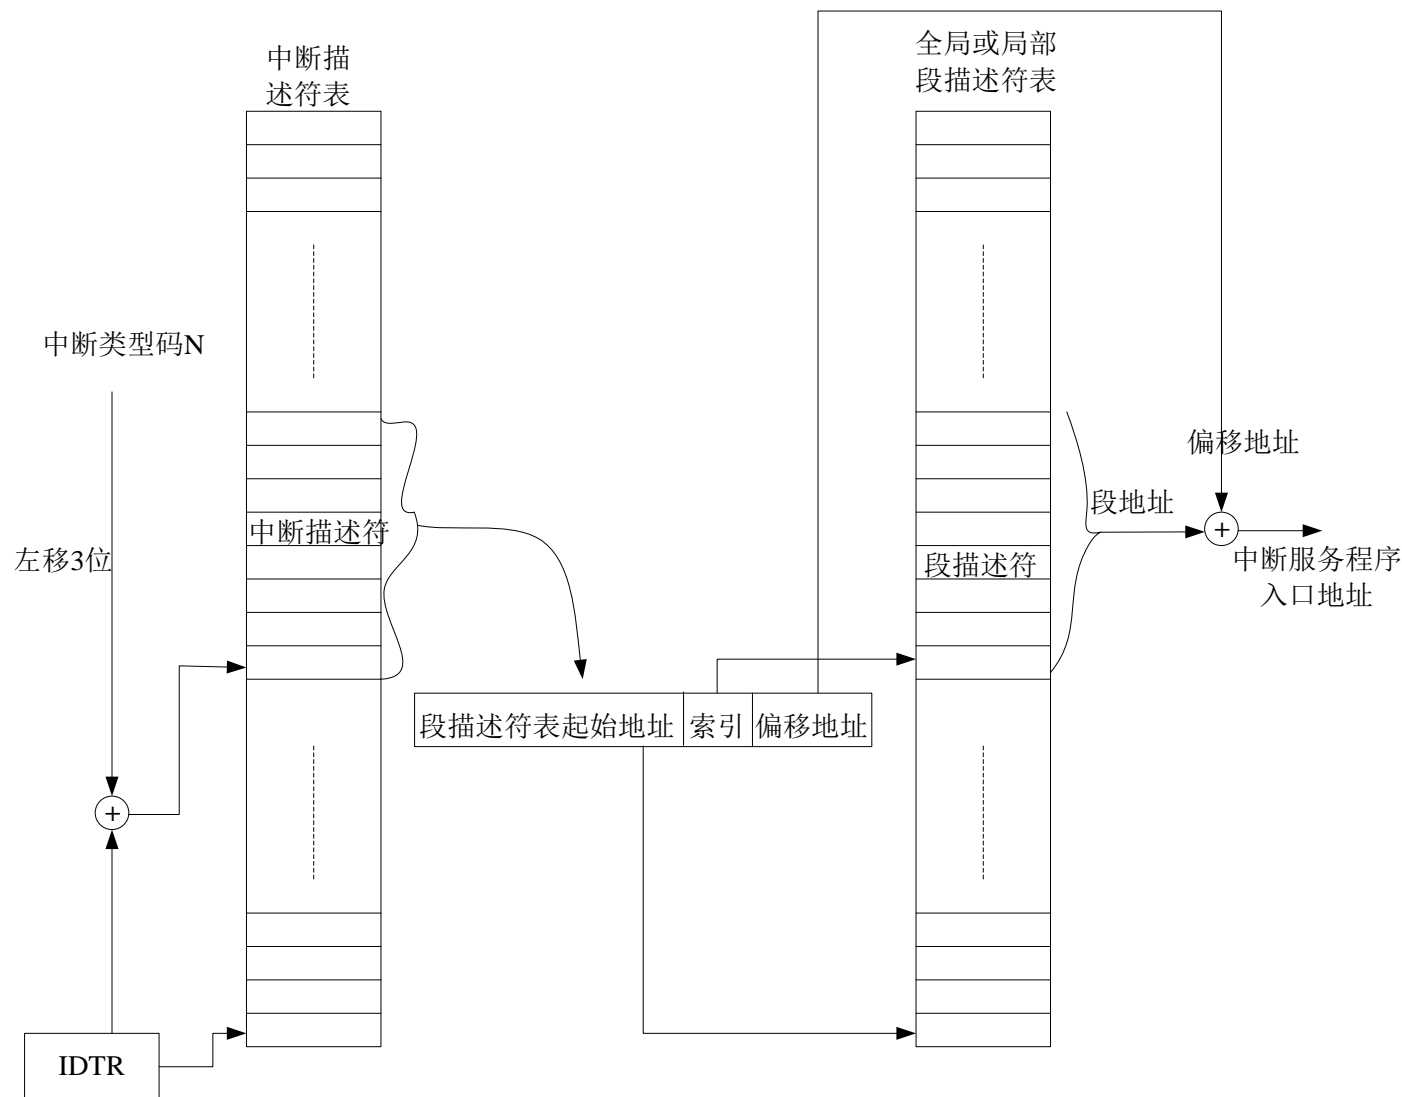 中断描
述符表
全局或局部
段描述符表
中断类型码N
偏移地址
段地址
中断描述符
左移3位
段描述符
+
中断服务程序
入口地址
段描述符表起始地址
索引
偏移地址
+
IDTR